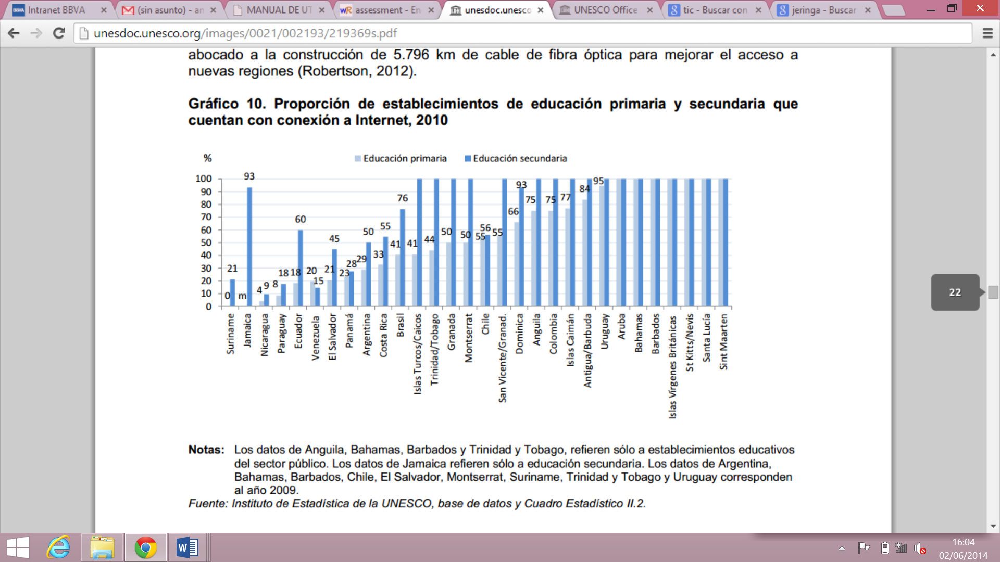 Intranet BBVA
(sin asunto) - an
MANUAL DE UT
assessment - En
unesdoc.unesco
UNESCO Office
tic - Buscar con
jeringa - Buscar
unesdoc.unesco.org/images/0021/002193/219369s.pdf
abocado a la construcción de 5.796 km de cable de fibra óptica para mejorar el acceso a
nuevas regiones (Robertson, 2012).
Gráfico 10. Proporción de establecimientos de educación primaria y secundaria que
cuentan con conexión a Internet, 2010
%
Educación primaria
Educación secundaria
100
90
80
70
60
50
40
30
20
10
0
0
21
m
93
4
9
8
18
18
60
20
15
21
45
23
28
29
50
33
55
41
76
41
44
50
50
55
56
55
66
93
75
75
77
84
95
Suriname
Jamaica
Nicaragua
Paraguay
Ecuador
Venezuela
El Salvador
Panamá
Argentina
Costa Rica
Brasil
Islas Turcos/Caicos
Trinidad/Tobago
Granada
Montserrat
Chile
San Vicente/Granad.
Dominica
Anguila
Colombia
Islas Caimán
Antigua/Barbuda
Uruguay
Aruba
Bahamas
Barbados
Islas Vírgenes Británicas
St Kitts/Nevis
Santa Lucía
Sint Maarten
22
Notas: Los datos de Anguila, Bahamas, Barbados y Trinidad y Tobago, refieren sólo a establecimientos educativos
del sector público. Los datos de Jamaica refieren sólo a educación secundaria. Los datos de Argentina,
Bahamas, Barbados, Chile, El Salvador, Montserrat, Suriname, Trinidad y Tobago y Uruguay corresponden
al año 2009.
Fuente: Instituto de Estadística de la UNESCO, base de datos y Cuadro Estadístico II.2.
16:04
02/06/2014